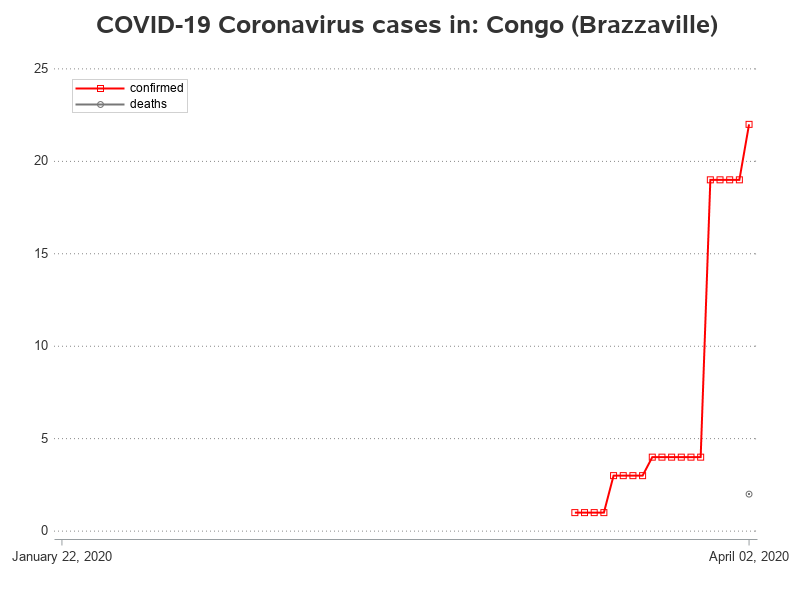 COVID-19 Coronavirus cases in: Congo (Brazzaville)
25
confirmed
deaths
20
15
10
5
0
January 22, 2020
April 02, 2020